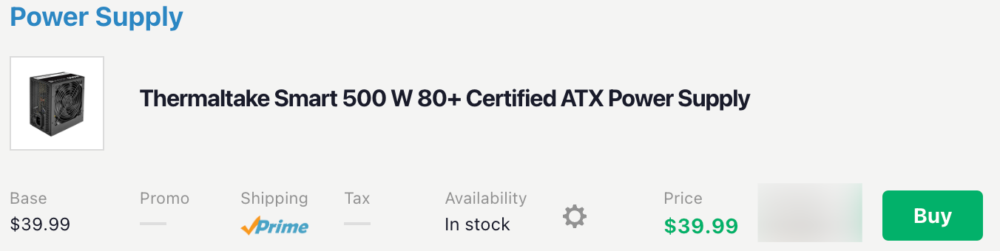 Power Supply
Thermaltake Smart 500 W 80+ Certified ATX Power Supply
Base Promo Shipping Tax Availability Price
$39.99 — Prime — In stock $39.99 Buy